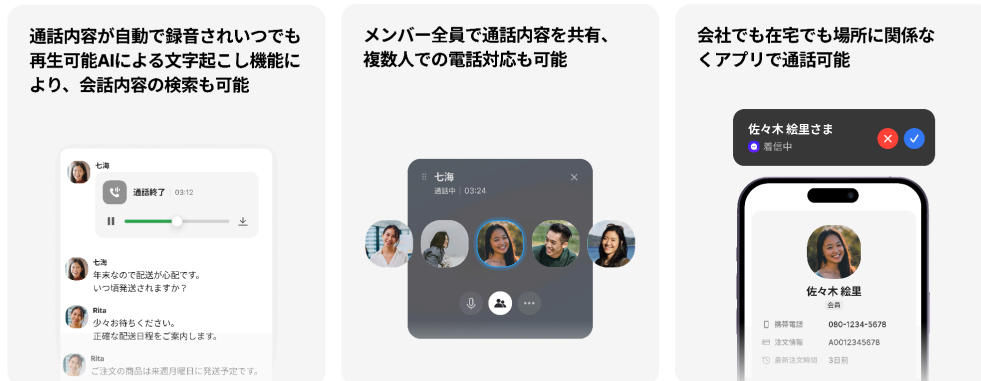 通話内容が自動で録音されいつでも
再生可能AIによる文字起こし機能に
より、会話内容の検索も可能
七海
通話終了 03:12
七海
年末なので配送が心配です。
いつ頃発送されますか？
Rita
少々お待ちください。
正確な配送日程をご案内します。
Rita
ご注文の商品は来週月曜日に発送予定です。
メンバー全員で通話内容を共有、
複数人での電話対応も可能
七海
通話中 03:24
会社でも在宅でも場所に関係な
くアプリで通話可能
佐々木 絵里さま
着信中
佐々木 絵里
会員
携帯電話 080-1234-5678
注文情報 A0012345678
最新注文時間 3日前